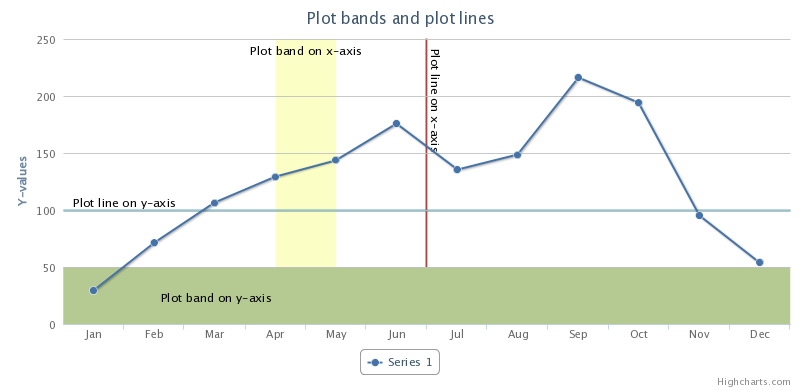 Plot bands and plot lines
250
Plot band on x-axis
Plot line on x-axis
200
150
Y-values
Plot line on y-axis
100
50
Plot band on y-axis
0
Jan Feb Mar Apr May Jun Jul Aug Sep Oct Nov Dec
Series 1
Highcharts.com